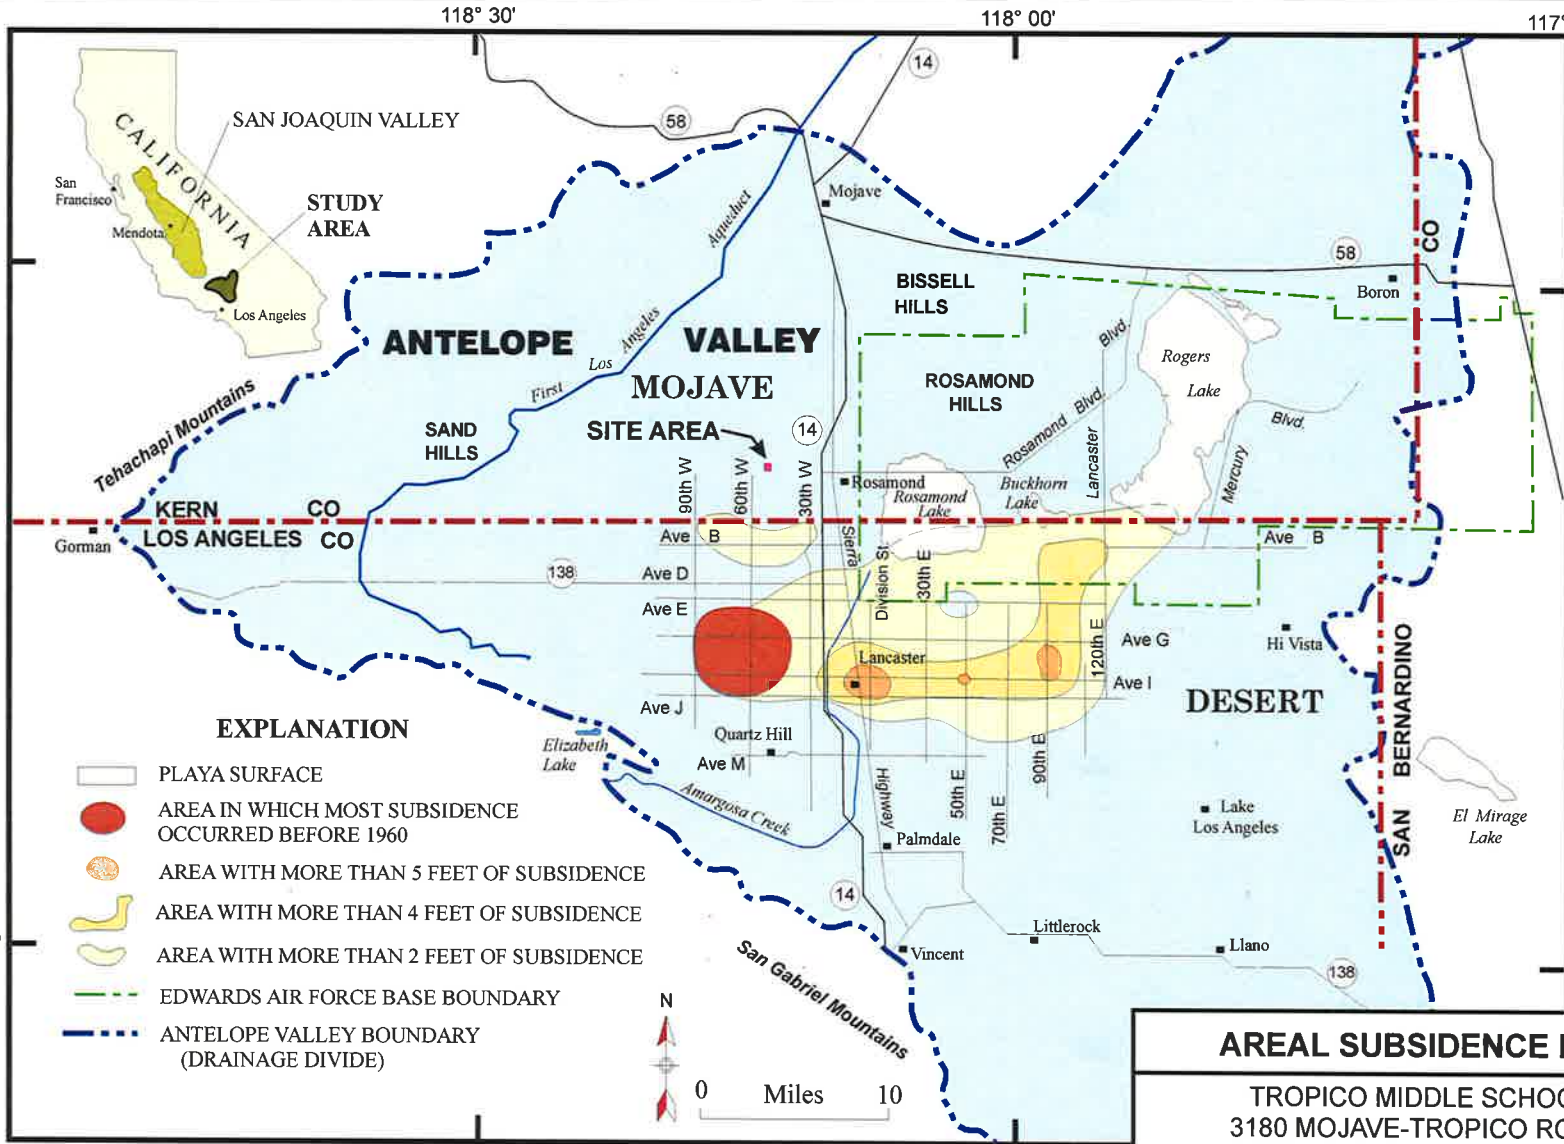 118° 30'
118° 00'
117°
14
58
SAN JOAQUIN VALLEY
CALIFORNIA
San
Francisco
Mendota
STUDY
AREA
Los Angeles
Mojave
Aqueduct
58
CO
BISSELL
HILLS
Boron
ANTELOPE VALLEY
Los Angeles
First
MOJAVE
Blvd.
Rogers
Lake
ROSAMOND
HILLS
Tehachapi Mountains
SAND
HILLS
SITE AREA
14
Rosamond Blvd.
Blvd.
Lancaster
Mercury
90th W
60th W
30th W
Rosamond
Rosamond
Lake
Buckhorn
Lake
KERN CO
LOS ANGELES CO
Gorman
Ave B
Sierra
Ave B
138
Ave D
Division St.
30th E
Ave E
Ave G
Hi Vista
Lancaster
120th E
Ave I
DESERT
SAN BERNARDINO
Ave J
Quartz Hill
Ave M
Elizabeth
Lake
Amargosa Creek
Highway
50th E
70th E
90th E
Lake
Los Angeles
El Mirage
Lake
Palmdale
14
Vincent
Littlerock
Llano
138
San Gabriel Mountains
EXPLANATION
PLAYA SURFACE
AREA IN WHICH MOST SUBSIDENCE
OCCURRED BEFORE 1960
AREA WITH MORE THAN 5 FEET OF SUBSIDENCE
AREA WITH MORE THAN 4 FEET OF SUBSIDENCE
AREA WITH MORE THAN 2 FEET OF SUBSIDENCE
EDWARDS AIR FORCE BASE BOUNDARY
ANTELOPE VALLEY BOUNDARY
(DRAINAGE DIVIDE)
N
0 Miles 10
AREAL SUBSIDENCE
TROPICO MIDDLE SCHOO
3180 MOJAVE-TROPICO RO